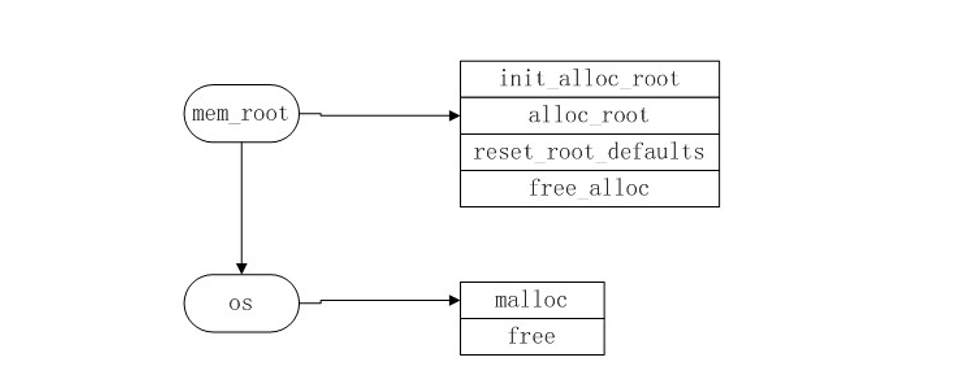 mem_root
init_alloc_root
alloc_root
reset_root_defaults
free_alloc
os
malloc
free